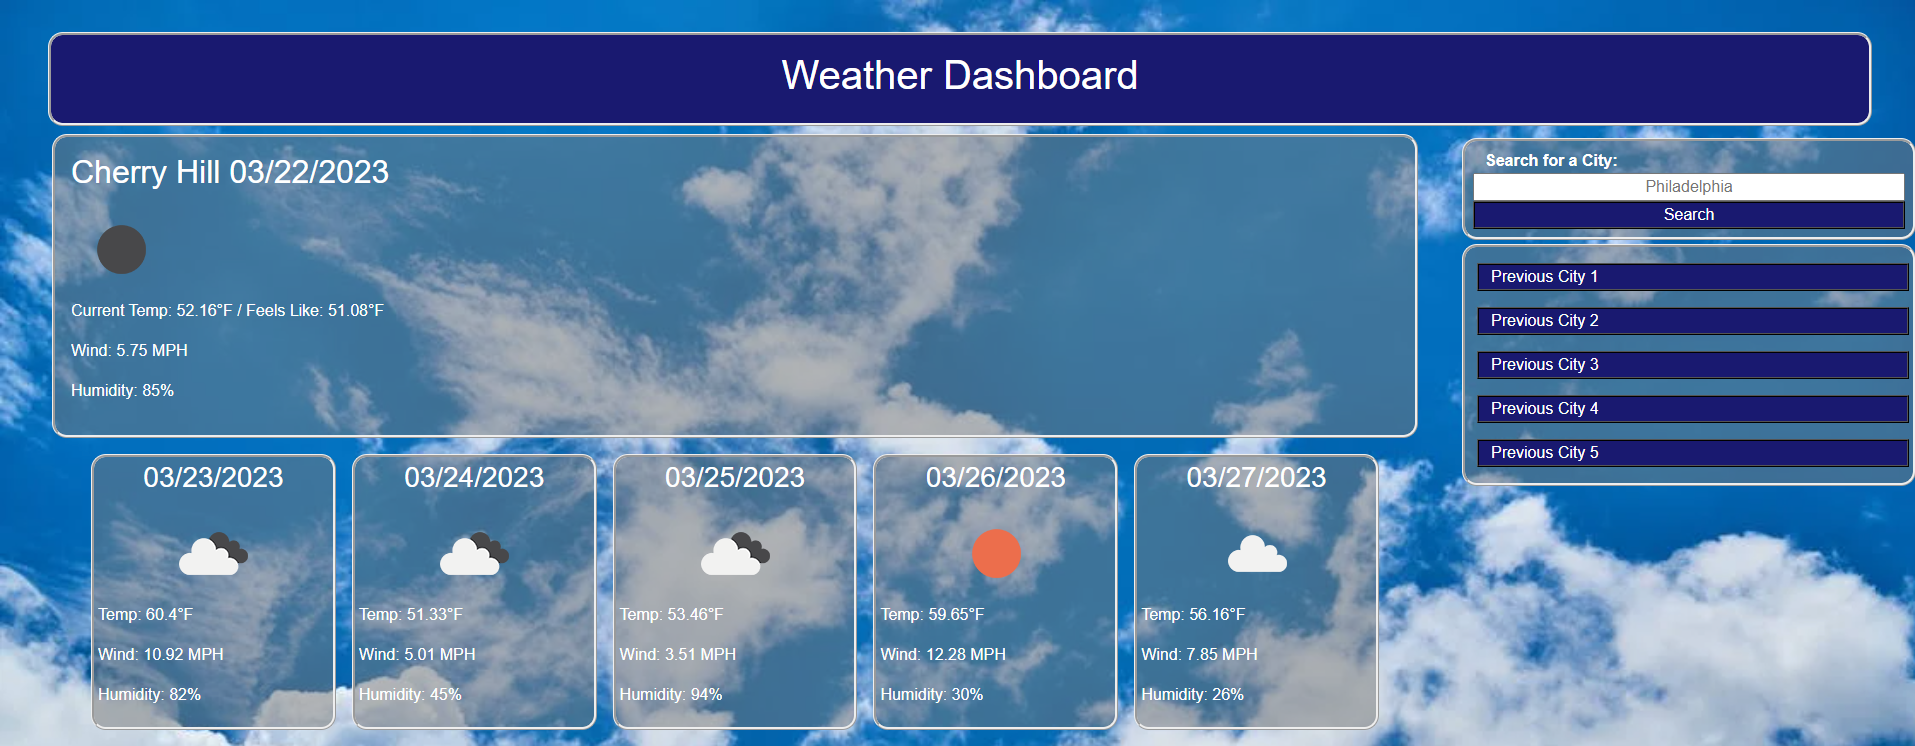 Weather Dashboard
Cherry Hill 03/22/2023
Current Temp: 52.16°F / Feels Like: 51.08°F
Wind: 5.75 MPH
Humidity: 85%
Search for a City:
Philadelphia
Search
Previous City 1
Previous City 2
Previous City 3
Previous City 4
Previous City 5
03/23/2023
Temp: 60.4°F
Wind: 10.92 MPH
Humidity: 82%
03/24/2023
Temp: 51.33°F
Wind: 5.01 MPH
Humidity: 45%
03/25/2023
Temp: 53.46°F
Wind: 3.51 MPH
Humidity: 94%
03/26/2023
Temp: 59.65°F
Wind: 12.28 MPH
Humidity: 30%
03/27/2023
Temp: 56.16°F
Wind: 7.85 MPH
Humidity: 26%